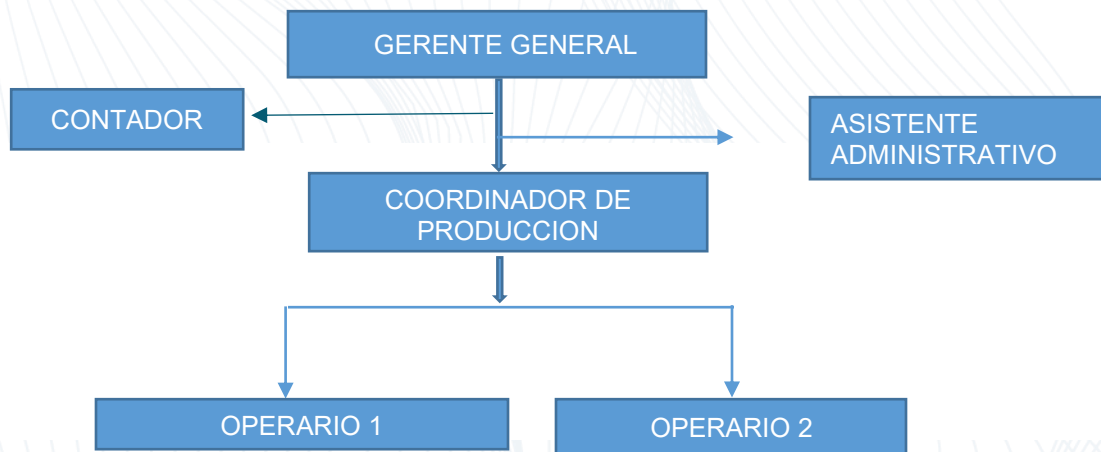 GERENTE GENERAL
CONTADOR
ASISTENTE
ADMINISTRATIVO
COORDINADOR DE
PRODUCCION
OPERARIO 1
OPERARIO 2